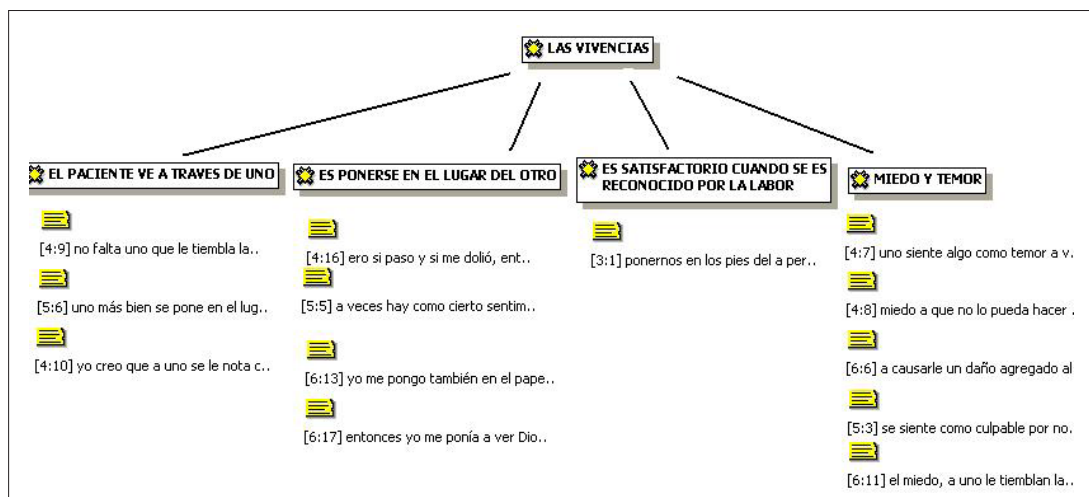 LAS VIVENCIAS
EL PACIENTE VE A TRAVES DE UNO
[4:9] no falta uno que le tiembla la..
[5:6] uno más bien se pone en el lug..
[4:10] yo creo que a uno se le nota c..
ES PONERSE EN EL LUGAR DEL OTRO
[4:16] ero si paso y si me dolió, ent..
[5:5] a veces hay como cierto sentim..
[6:13] yo me pongo también en el pape..
[6:17] entonces yo me ponía a ver Dio..
ES SATISFACTORIO CUANDO SE ES
RECONOCIDO POR LA LABOR
[3:1] ponernos en los pies del a per..
MIEDO Y TEMOR
[4:7] uno siente algo como temor a v.
[4:8] miedo a que no lo pueda hacer .
[6:6] a causarle un daño agregado al
[5:3] se siente como culpable por no.
[6:11] el miedo, a uno le tiemblan la..